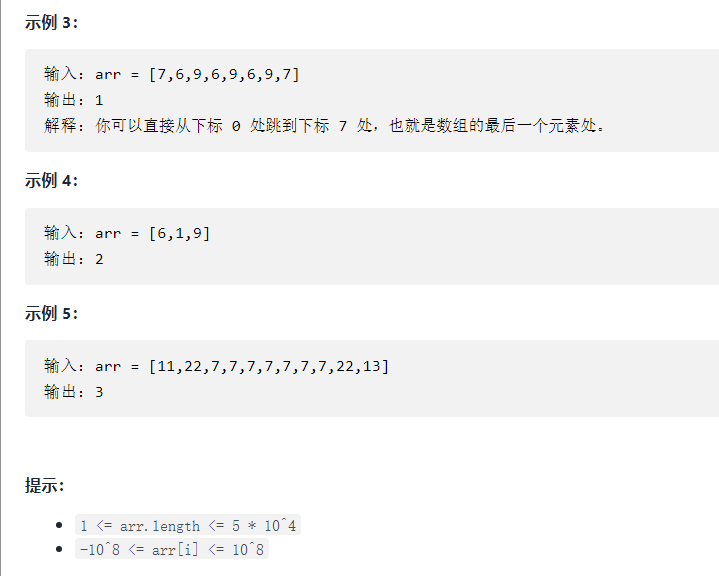 示例 3：
输入：arr = [7,6,9,6,9,6,9,7]
输出：1
解释：你可以直接从下标 0 处跳到下标 7 处，也就是数组的最后一个元素处。
示例 4：
输入：arr = [6,1,9]
输出：2
示例 5：
输入：arr = [11,22,7,7,7,7,7,7,7,22,13]
输出：3
提示：
1 <= arr.length <= 5 * 10^4
-10^8 <= arr[i] <= 10^8